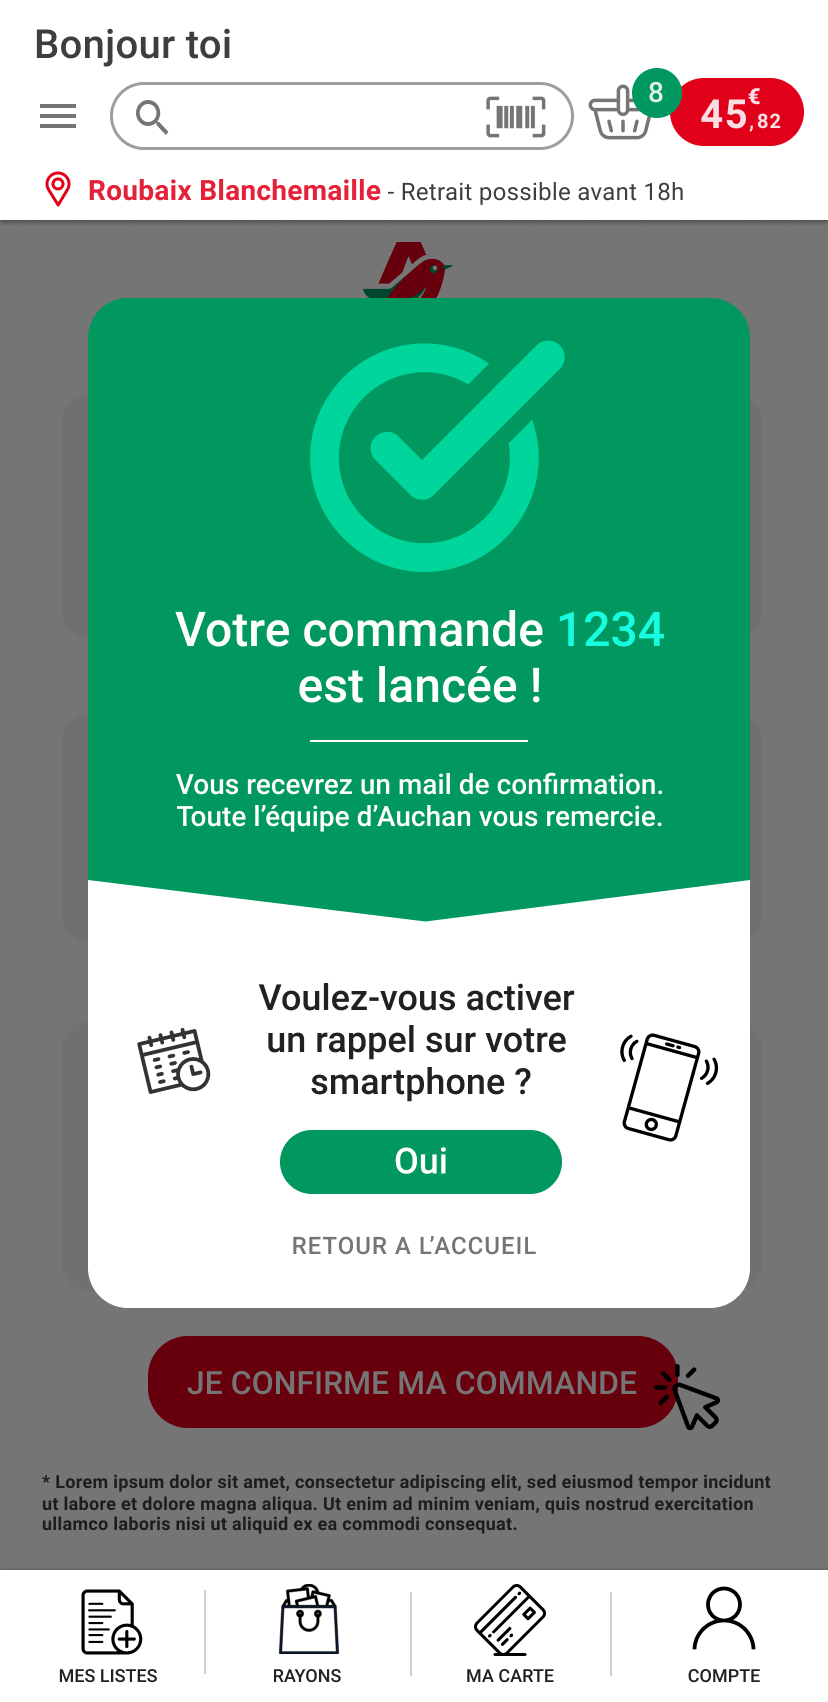 Bonjour toi
8
45€,82
Roubaix Blanchemaille - Retrait possible avant 18h
Votre commande 1234
est lancée !
Vous recevrez un mail de confirmation.
Toute l’équipe d’Auchan vous remercie.
Voulez-vous activer
un rappel sur votre
smartphone ?
Oui
RETOUR A L’ACCUEIL
JE CONFIRME MA COMMANDE
* Lorem ipsum dolor sit amet, consectetur adipiscing elit, sed eiusmod tempor incidunt
ut labore et dolore magna aliqua. Ut enim ad minim veniam, quis nostrud exercitation
ullamco laboris nisi ut aliquid ex ea commodi consequat.
MES LISTES
RAYONS
MA CARTE
COMPTE